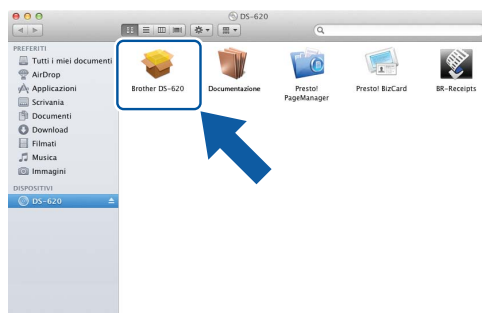 DS-620
PREFERITI
Tutti i miei documenti
AirDrop
Applicazioni
Scrivania
Documenti
Download
Filmati
Musica
Immagini
DISPOSITIVI
DS-620
Brother DS-620
Documentazione
Presto!
PageManager
Presto! BizCard
BR-Receipts